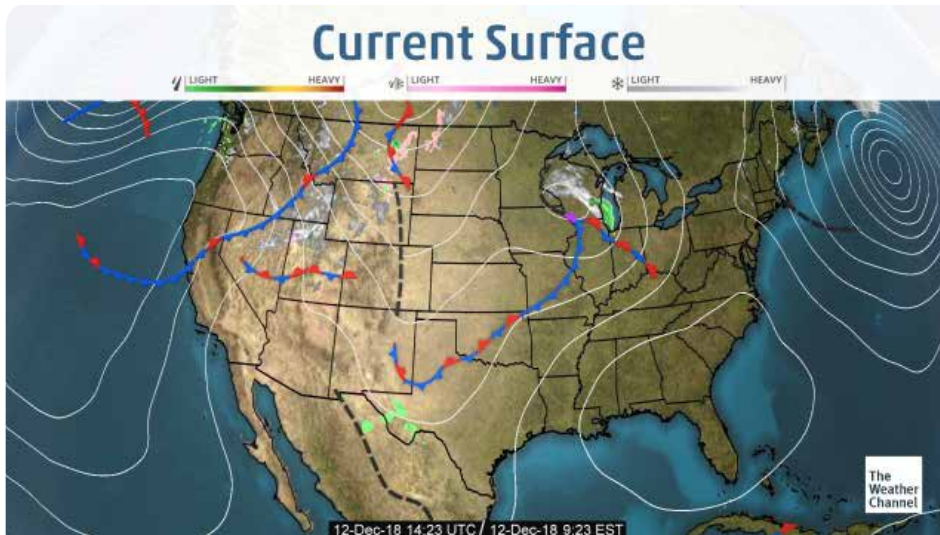 Current Surface
LIGHT HEAVY LIGHT HEAVY LIGHT HEAVY
The
Weather
Channel
12-Dec-18 14:23 UTC / 12-Dec-18 9:23 EST